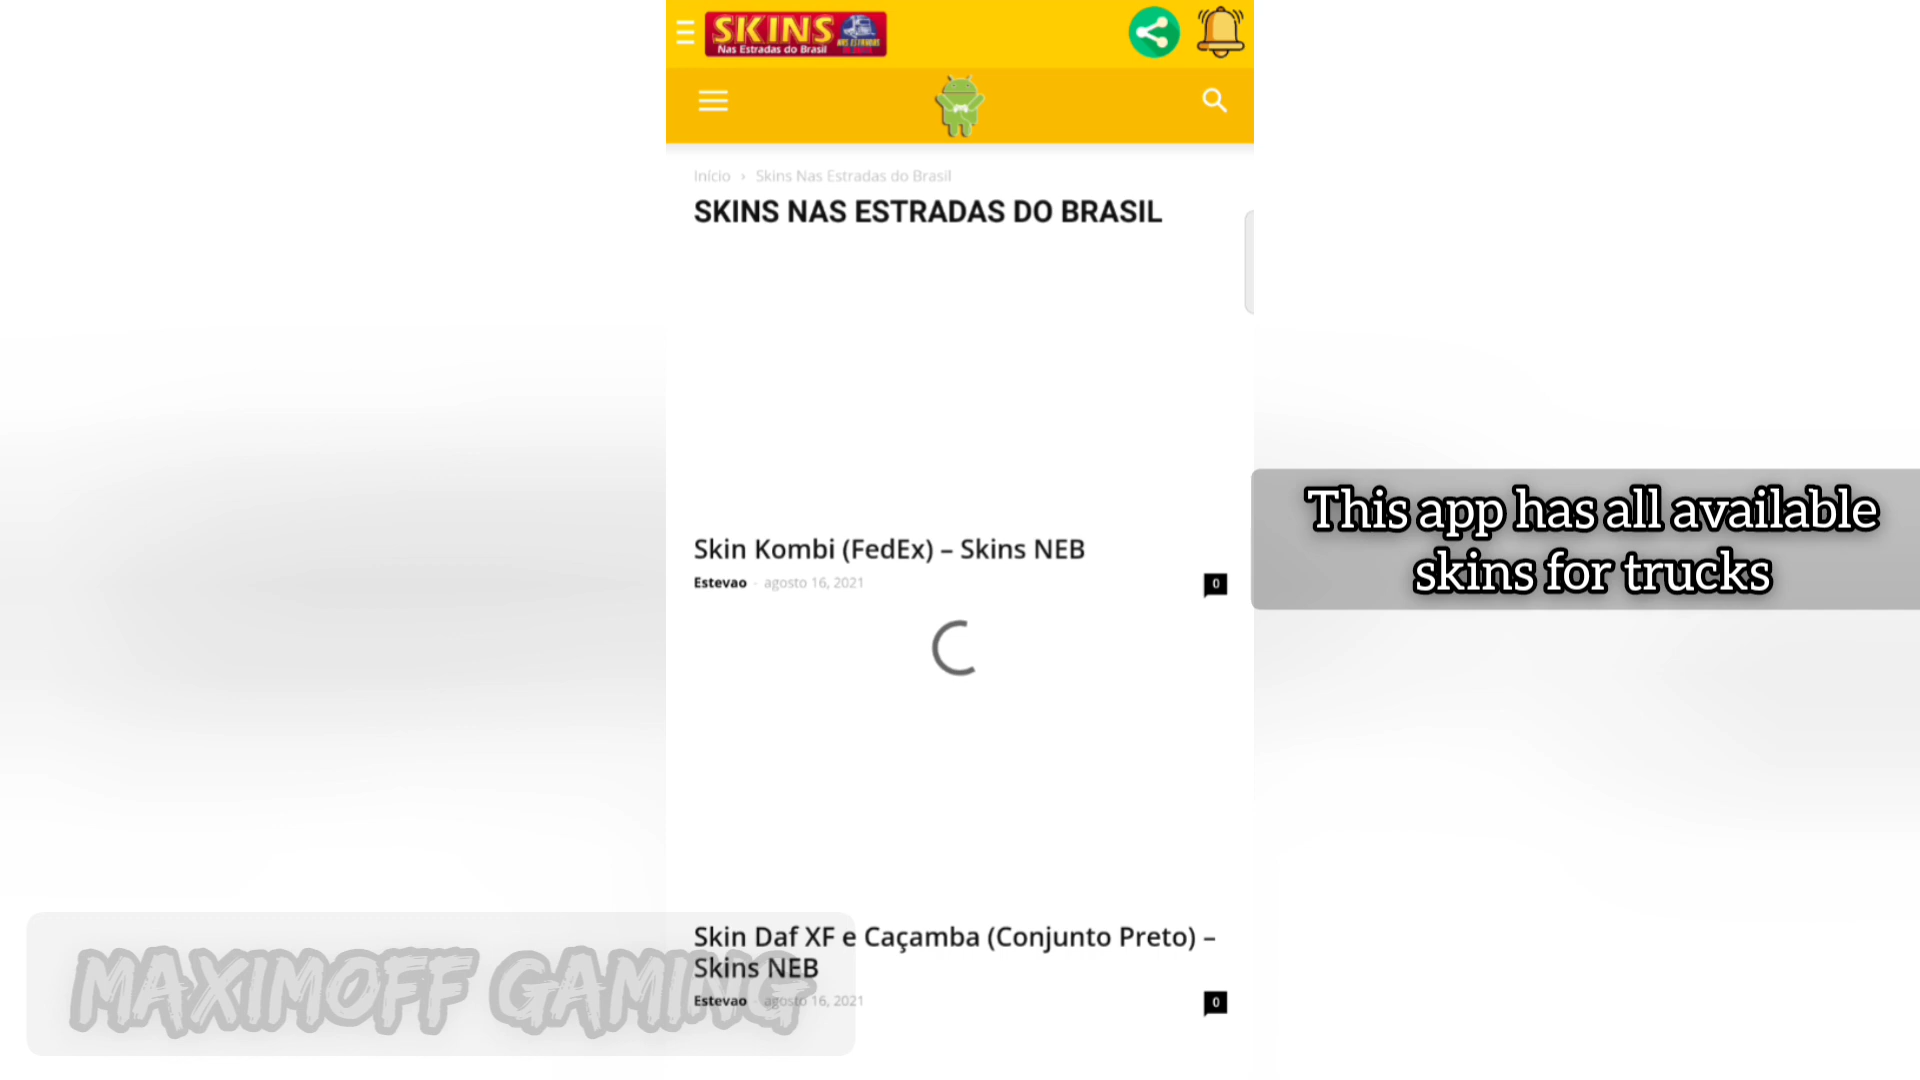 SKINS
Nas Estradas do Brasil
NAS ESTRADAS
Início › Skins Nas Estradas do Brasil
SKINS NAS ESTRADAS DO BRASIL
Skin Kombi (FedEx) – Skins NEB
Estevao - agosto 16, 2021
0
This app has all available
skins for trucks
Skin Daf XF e Caçamba (Conjunto Preto) –
Skins NEB
Estevao - agosto 16, 2021
0
MAXIMOFF GAMING